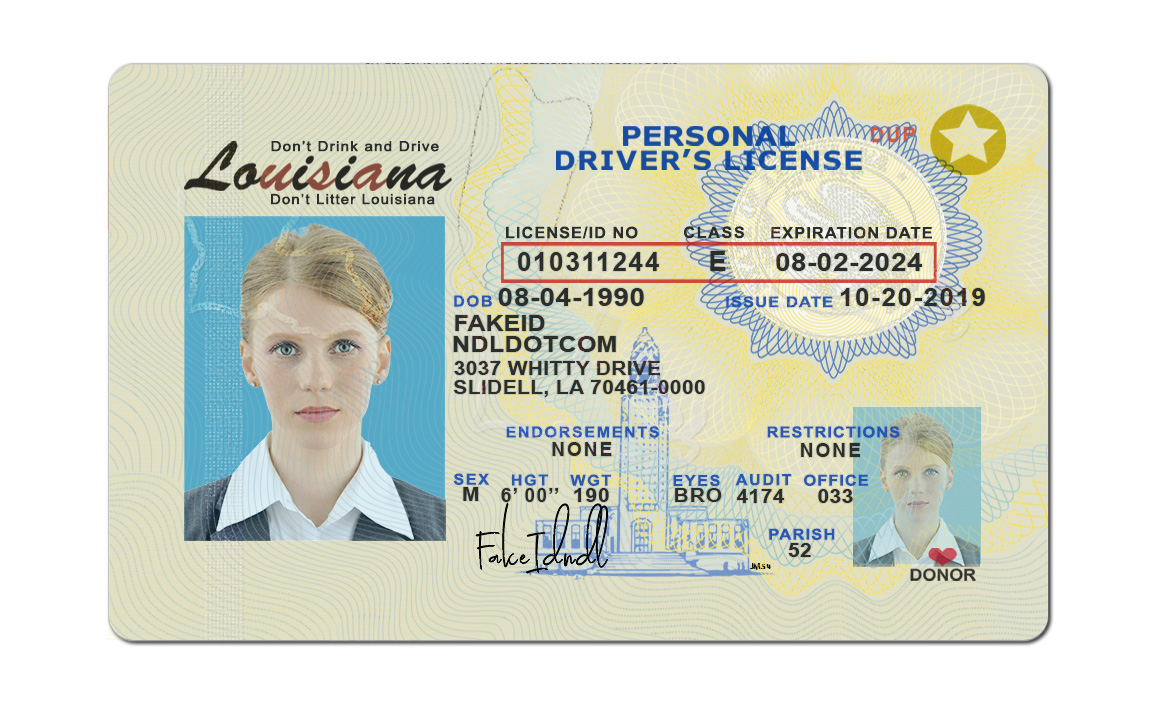 Don't Drink and Drive
Louisiana
Don't Litter Louisiana
PERSONAL
DRIVER'S LICENSE
DUP
LICENSE/ID NO CLASS EXPIRATION DATE
010311244 E 08-02-2024
DOB 08-04-1990 ISSUE DATE 10-20-2019
FAKEID
NDLDOTCOM
3037 WHITTY DRIVE
SLIDELL, LA 70461-0000
ENDORSEMENTS RESTRICTIONS
NONE NONE
SEX HGT WGT EYES AUDIT OFFICE
M 6' 00" 190 BRO 4174 033
FakeIdndl
PARISH
52
DONOR